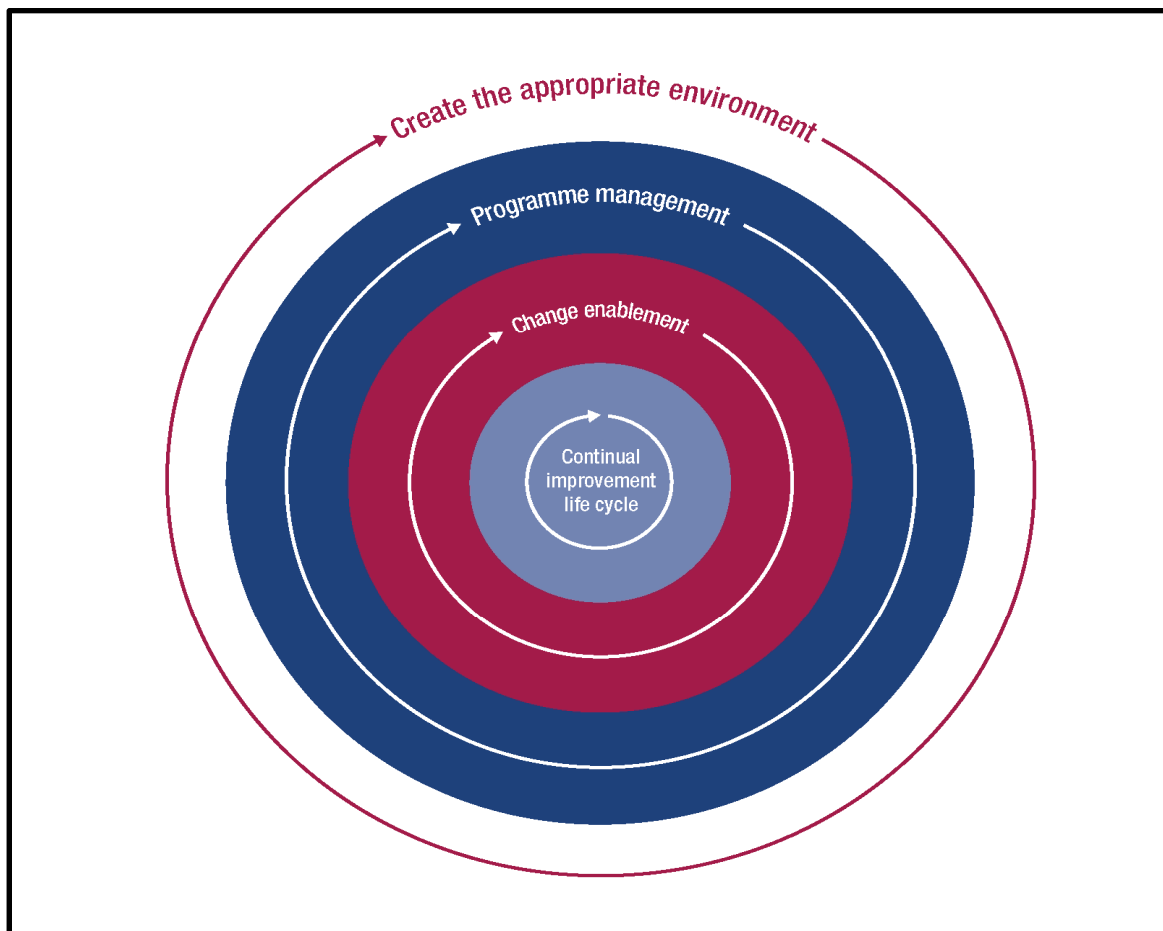 Create the appropriate environment
Programme management
Change enablement
Continual
improvement
life cycle